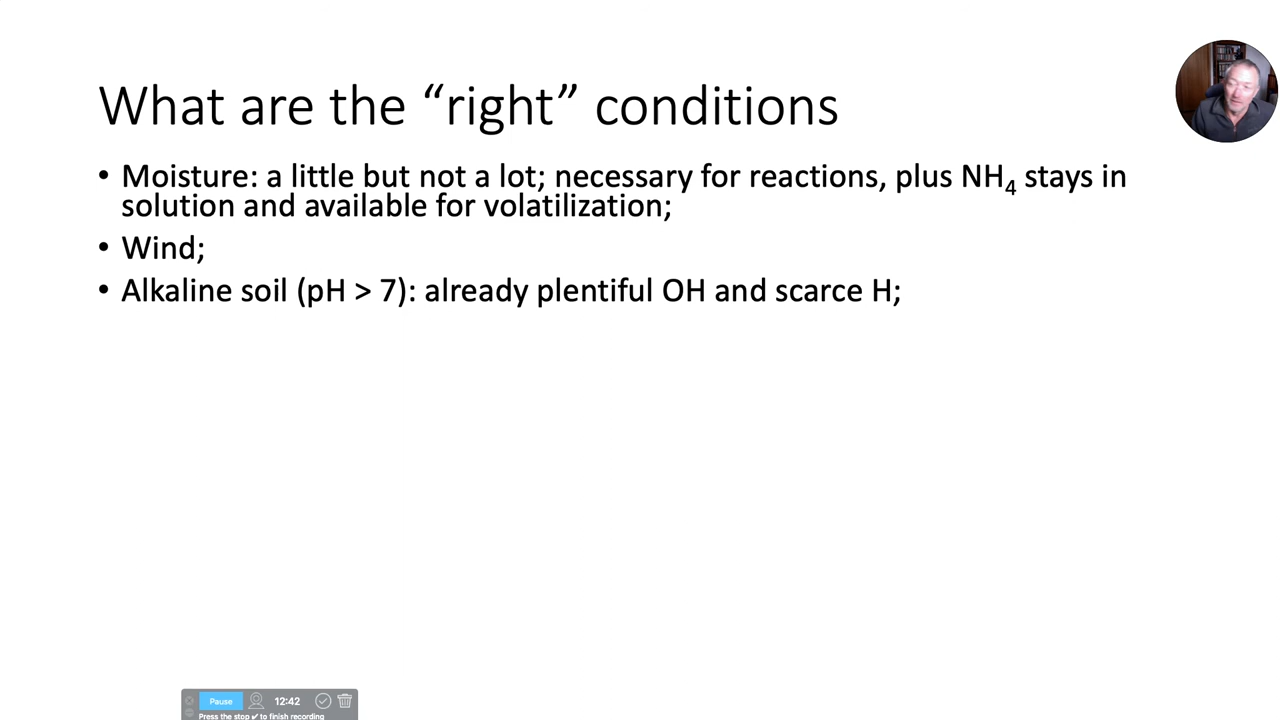 What are the “right” conditions
• Moisture: a little but not a lot; necessary for reactions, plus NH₄ stays in
solution and available for volatilization;
• Wind;
• Alkaline soil (pH > 7): already plentiful OH and scarce H;
Pause 12:42
Press the stop ✔ to finish recording